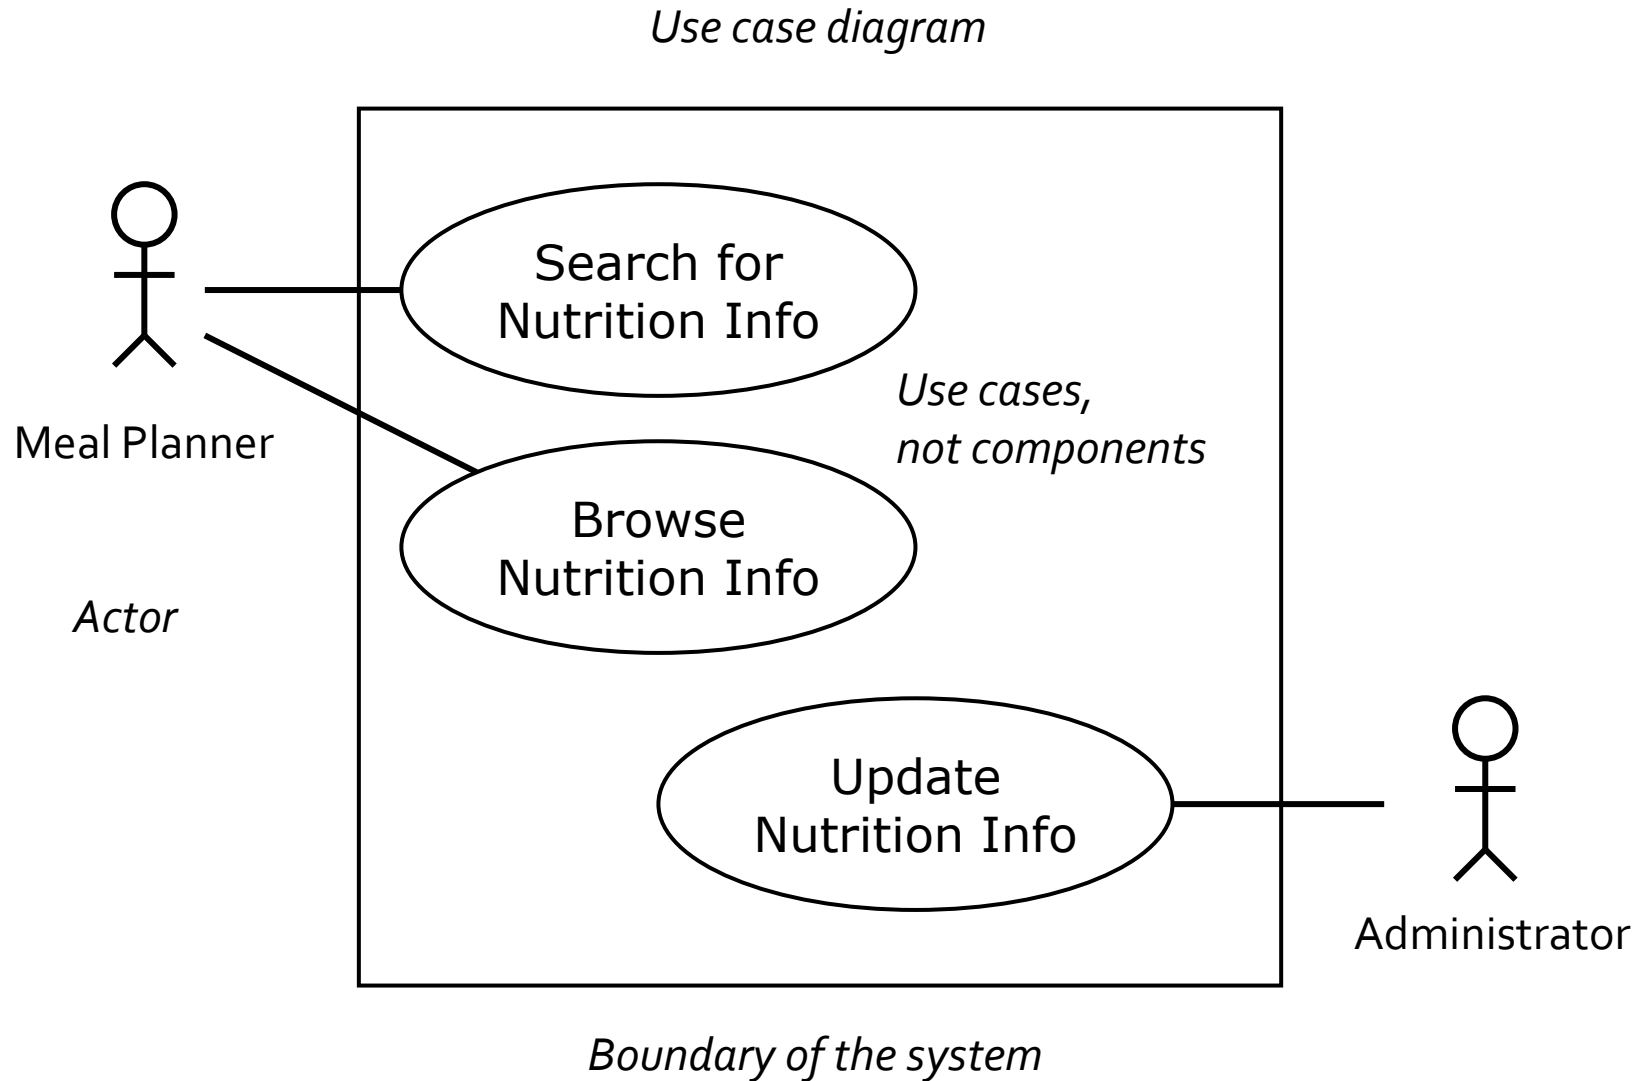 Use case diagram
Search for
Nutrition Info
Meal Planner
Use cases,
not components
Browse
Nutrition Info
Actor
Update
Nutrition Info
Administrator
Boundary of the system